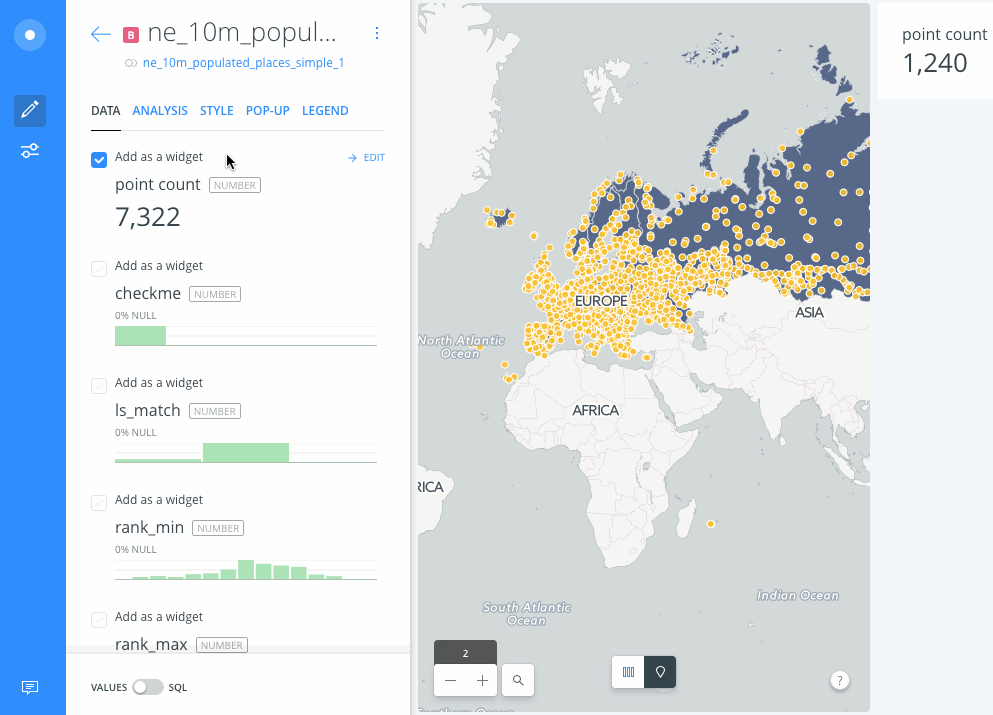 B ne_10m_popul...
ne_10m_populated_places_simple_1
DATA ANALYSIS STYLE POP-UP LEGEND
Add as a widget EDIT
point count NUMBER
7,322
Add as a widget
checkme NUMBER
0% NULL
Add as a widget
ls_match NUMBER
0% NULL
Add as a widget
rank_min NUMBER
0% NULL
Add as a widget
rank_max NUMBER
VALUES SQL
EUROPE
ASIA
North Atlantic
Ocean
AFRICA
RICA
Indian Ocean
South Atlantic
Ocean
2
?
Southern Ocean
point count
1,240